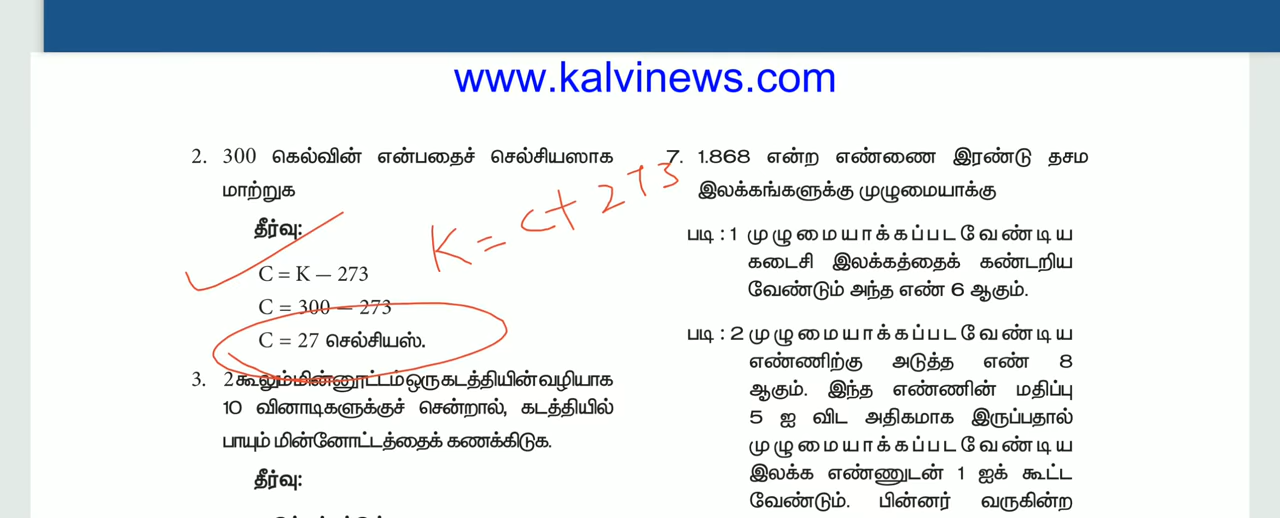 www.kalvinews.com
2. 300 கெல்வின் என்பதைச் செல்சியஸாக
மாற்றுக
தீர்வு:
C = K – 273
C = 300 – 273
C = 27 செல்சியஸ்.
K = C + 273
3. 2கூலும்மின்னூட்டம்ஒருகடத்தியின்வழியாக
10 வினாடிகளுக்குச் சென்றால், கடத்தியில்
பாயும் மின்னோட்டத்தைக் கணக்கிடுக.
தீர்வு:
7. 1.868 என்ற எண்ணை இரண்டு தசம
இலக்கங்களுக்கு முழுமையாக்கு
படி : 1 முழுமையாக்கப்படவேண்டிய
கடைசி இலக்கத்தைக் கண்டறிய
வேண்டும் அந்த எண் 6 ஆகும்.
படி : 2 முழுமையாக்கப்படவேண்டிய
எண்ணிற்கு அடுத்த எண் 8
ஆகும். இந்த எண்ணின் மதிப்பு
5 ஐ விட அதிகமாக இருப்பதால்
முழுமையாக்கப்படவேண்டிய
இலக்க எண்ணுடன் 1 ஐக் கூட்ட
வேண்டும். பின்னர் வருகின்ற